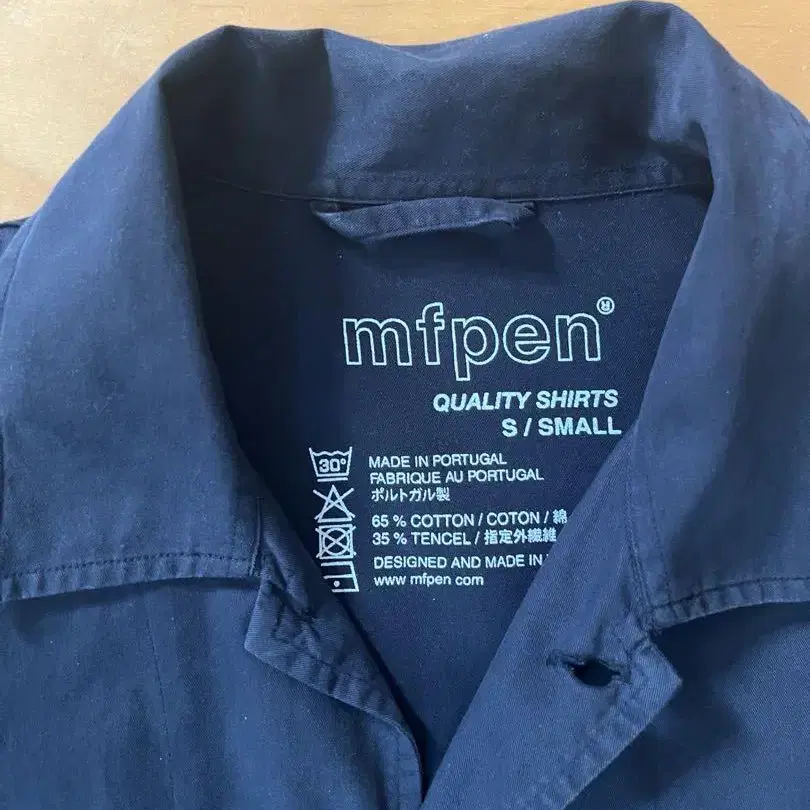 mfpen®
QUALITY SHIRTS
S / SMALL
30°
MADE IN PORTUGAL
FABRIQUE AU PORTUGAL
ポルトガル製
65 % COTTON / COTON / 綿
35 % TENCEL / 指定外繊維
DESIGNED AND MADE IN
www mfpen com